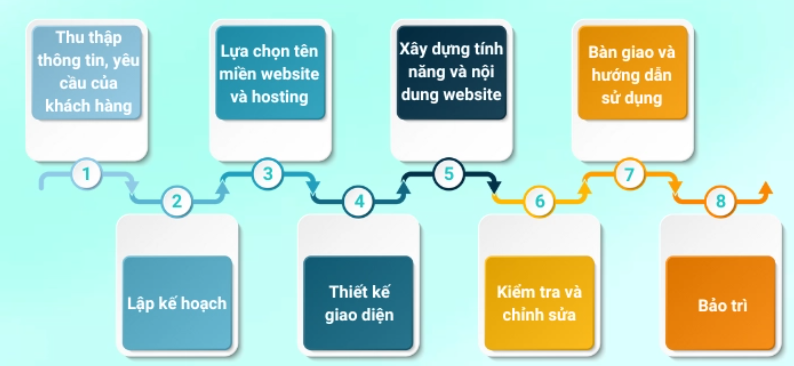 Thu thập
thông tin, yêu
cầu của
khách hàng
1
Lập kế hoạch
2
Lựa chọn tên
miền website
và hosting
3
Thiết kế
giao diện
4
Xây dựng tính
năng và nội
dung website
5
Kiểm tra và
chỉnh sửa
6
Bàn giao và
hướng dẫn
sử dụng
7
Bảo trì
8